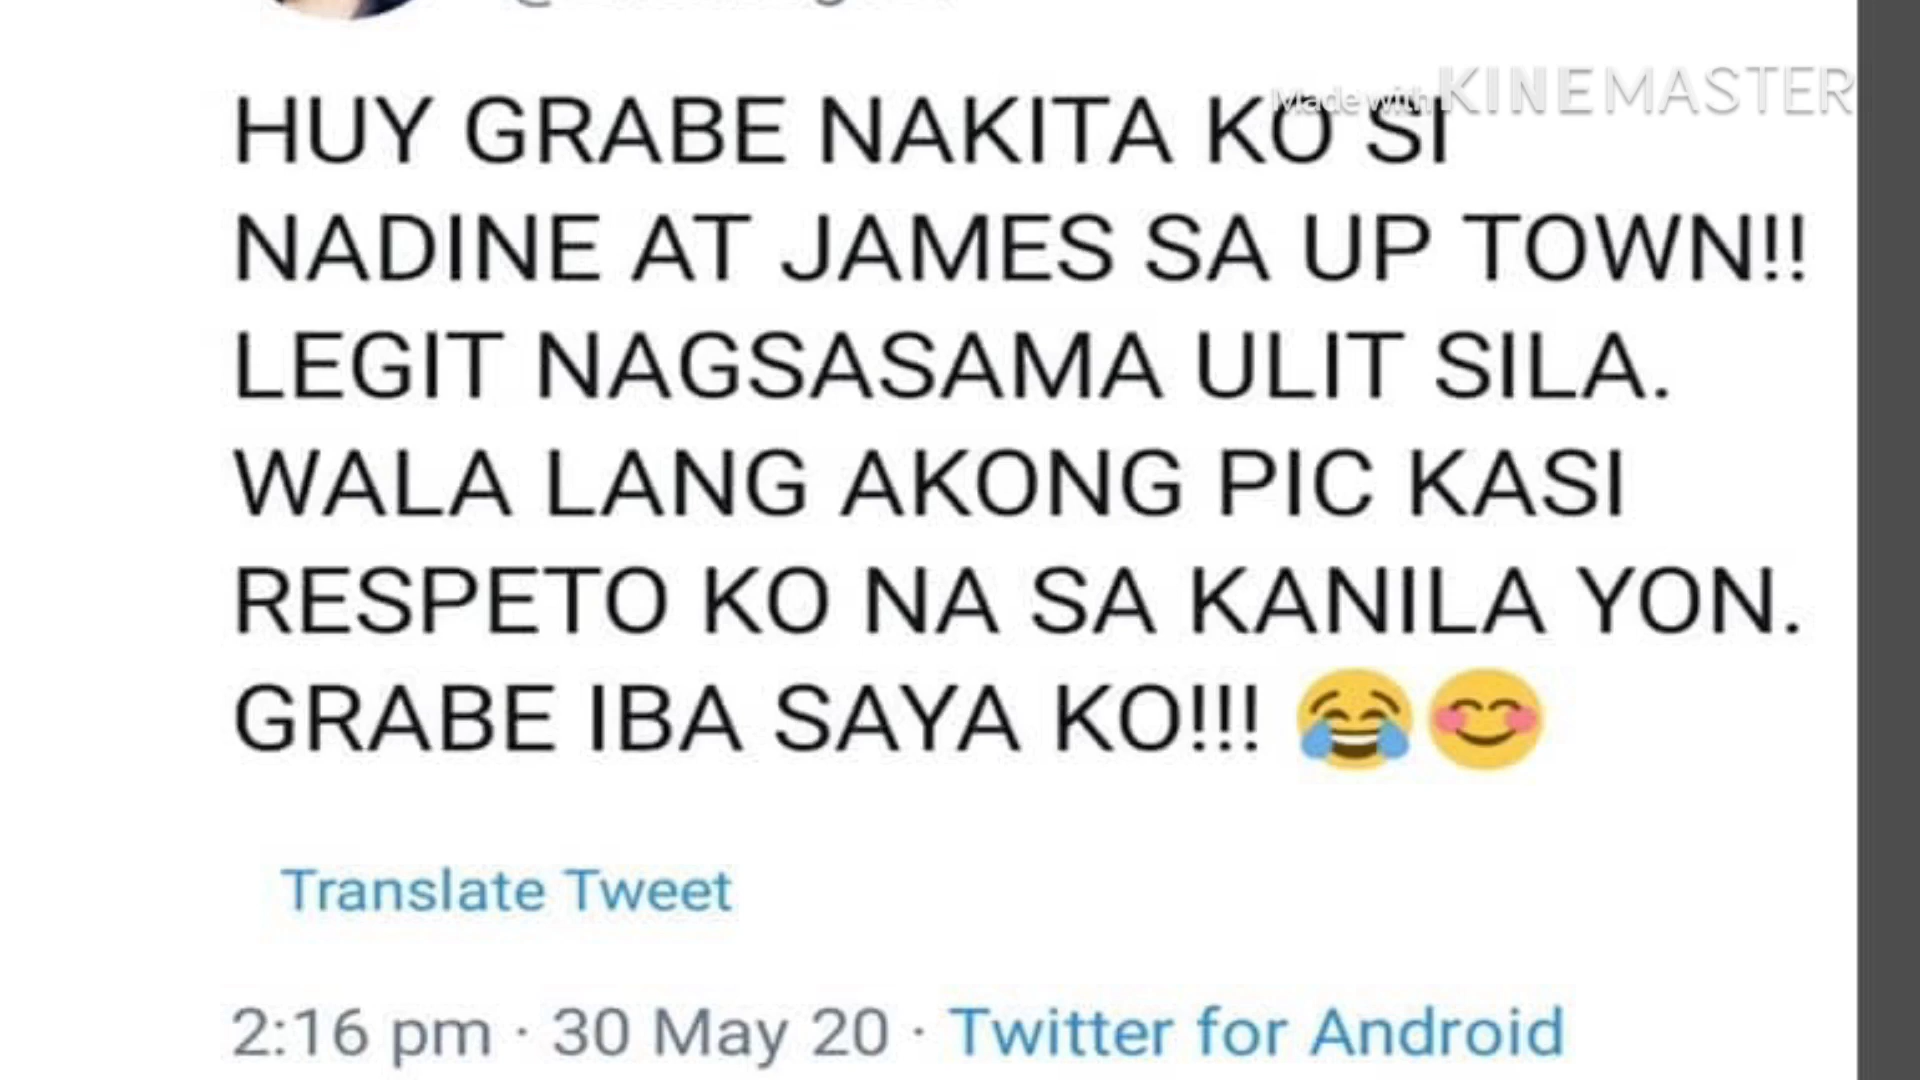 Made with KINEMASTER
HUY GRABE NAKITA KO SI
NADINE AT JAMES SA UP TOWN!!
LEGIT NAGSASAMA ULIT SILA.
WALA LANG AKONG PIC KASI
RESPETO KO NA SA KANILA YON.
GRABE IBA SAYA KO!!! 😂😊
Translate Tweet
2:16 pm · 30 May 20 · Twitter for Android